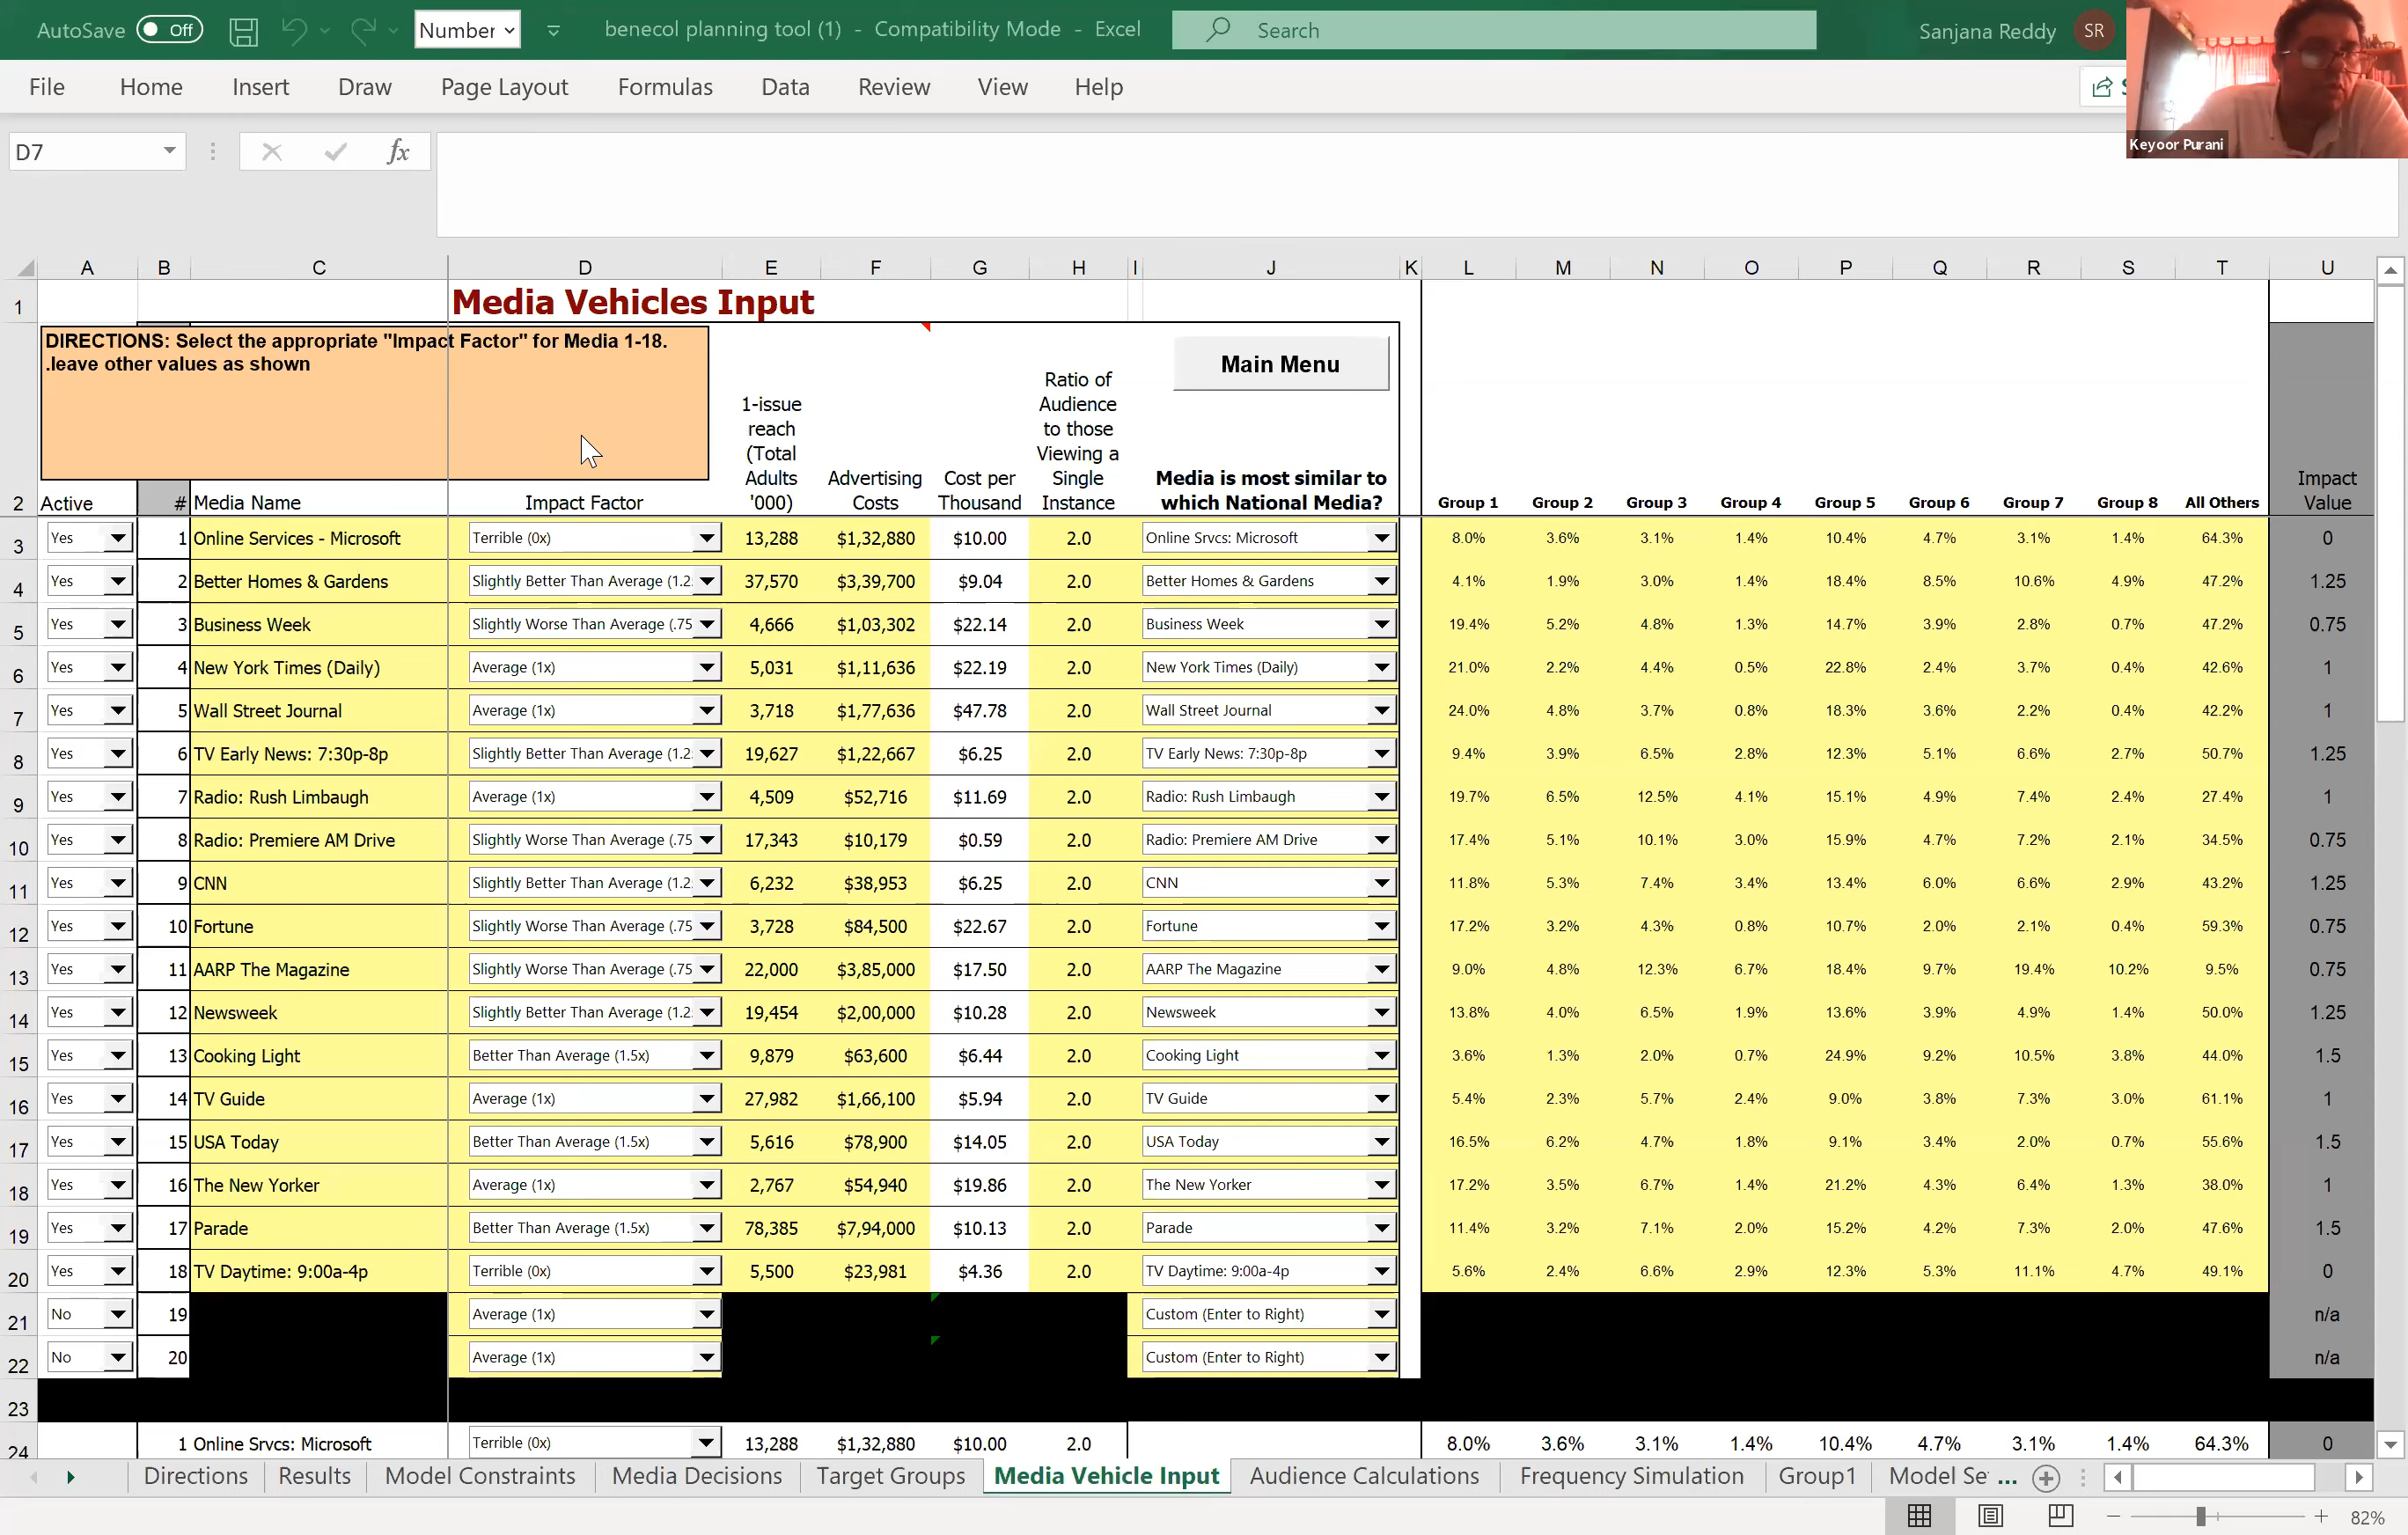 AutoSave Off Number benecol planning tool (1) - Compatibility Mode - Excel Search Sanjana Reddy SR
File Home Insert Draw Page Layout Formulas Data Review View Help
Keyoor Purani
D7 fx
A B C D E F G H I J K L M N O P Q R S T U
1 Media Vehicles Input
DIRECTIONS: Select the appropriate "Impact Factor" for Media 1-18.
.leave other values as shown
Main Menu
2 Active # Media Name Impact Factor 1-issue reach (Total Adults '000) Advertising Costs Cost per Thousand Ratio of Audience to those Viewing a Single Instance Media is most similar to which National Media? Group 1 Group 2 Group 3 Group 4 Group 5 Group 6 Group 7 Group 8 All Others Impact Value
3 Yes 1 Online Services - Microsoft Terrible (0x) 13,288 $1,32,880 $10.00 2.0 Online Srvcs: Microsoft 8.0% 3.6% 3.1% 1.4% 10.4% 4.7% 3.1% 1.4% 64.3% 0
4 Yes 2 Better Homes & Gardens Slightly Better Than Average (1.2 37,570 $3,39,700 $9.04 2.0 Better Homes & Gardens 4.1% 1.9% 3.0% 1.4% 18.4% 8.5% 10.6% 4.9% 47.2% 1.25
5 Yes 3 Business Week Slightly Worse Than Average (.75 4,666 $1,03,302 $22.14 2.0 Business Week 19.4% 5.2% 4.8% 1.3% 14.7% 3.9% 2.8% 0.7% 47.2% 0.75
6 Yes 4 New York Times (Daily) Average (1x) 5,031 $1,11,636 $22.19 2.0 New York Times (Daily) 21.0% 2.2% 4.4% 0.5% 22.8% 2.4% 3.7% 0.4% 42.6% 1
7 Yes 5 Wall Street Journal Average (1x) 3,718 $1,77,636 $47.78 2.0 Wall Street Journal 24.0% 4.8% 3.7% 0.8% 18.3% 3.6% 2.2% 0.4% 42.2% 1
8 Yes 6 TV Early News: 7:30p-8p Slightly Better Than Average (1.2 19,627 $1,22,667 $6.25 2.0 TV Early News: 7:30p-8p 9.4% 3.9% 6.5% 2.8% 12.3% 5.1% 6.6% 2.7% 50.7% 1.25
9 Yes 7 Radio: Rush Limbaugh Average (1x) 4,509 $52,716 $11.69 2.0 Radio: Rush Limbaugh 19.7% 6.5% 12.5% 4.1% 15.1% 4.9% 7.4% 2.4% 27.4% 1
10 Yes 8 Radio: Premiere AM Drive Slightly Worse Than Average (.75 17,343 $10,179 $0.59 2.0 Radio: Premiere AM Drive 17.4% 5.1% 10.1% 3.0% 15.9% 4.7% 7.2% 2.1% 34.5% 0.75
11 Yes 9 CNN Slightly Better Than Average (1.2 6,232 $38,953 $6.25 2.0 CNN 11.8% 5.3% 7.4% 3.4% 13.4% 6.0% 6.6% 2.9% 43.2% 1.25
12 Yes 10 Fortune Slightly Worse Than Average (.75 3,728 $84,500 $22.67 2.0 Fortune 17.2% 3.2% 4.3% 0.8% 10.7% 2.0% 2.1% 0.4% 59.3% 0.75
13 Yes 11 AARP The Magazine Slightly Worse Than Average (.75 22,000 $3,85,000 $17.50 2.0 AARP The Magazine 9.0% 4.8% 12.3% 6.7% 18.4% 9.7% 19.4% 10.2% 9.5% 0.75
14 Yes 12 Newsweek Slightly Better Than Average (1.2 19,454 $2,00,000 $10.28 2.0 Newsweek 13.8% 4.0% 6.5% 1.9% 13.6% 3.9% 4.9% 1.4% 50.0% 1.25
15 Yes 13 Cooking Light Better Than Average (1.5x) 9,879 $63,600 $6.44 2.0 Cooking Light 3.6% 1.3% 2.0% 0.7% 24.9% 9.2% 10.5% 3.8% 44.0% 1.5
16 Yes 14 TV Guide Average (1x) 27,982 $1,66,100 $5.94 2.0 TV Guide 5.4% 2.3% 5.7% 2.4% 9.0% 3.8% 7.3% 3.0% 61.1% 1
17 Yes 15 USA Today Better Than Average (1.5x) 5,616 $78,900 $14.05 2.0 USA Today 16.5% 6.2% 4.7% 1.8% 9.1% 3.4% 2.0% 0.7% 55.6% 1.5
18 Yes 16 The New Yorker Average (1x) 2,767 $54,940 $19.86 2.0 The New Yorker 17.2% 3.5% 6.7% 1.4% 21.2% 4.3% 6.4% 1.3% 38.0% 1
19 Yes 17 Parade Better Than Average (1.5x) 78,385 $7,94,000 $10.13 2.0 Parade 11.4% 3.2% 7.1% 2.0% 15.2% 4.2% 7.3% 2.0% 47.6% 1.5
20 Yes 18 TV Daytime: 9:00a-4p Terrible (0x) 5,500 $23,981 $4.36 2.0 TV Daytime: 9:00a-4p 5.6% 2.4% 6.6% 2.9% 12.3% 5.3% 11.1% 4.7% 49.1% 0
21 No 19 Average (1x) Custom (Enter to Right) n/a
22 No 20 Average (1x) Custom (Enter to Right) n/a
23
24 1 Online Srvcs: Microsoft Terrible (0x) 13,288 $1,32,880 $10.00 2.0 8.0% 3.6% 3.1% 1.4% 10.4% 4.7% 3.1% 1.4% 64.3% 0
Directions Results Model Constraints Media Decisions Target Groups Media Vehicle Input Audience Calculations Frequency Simulation Group1 Model Se ...
82%